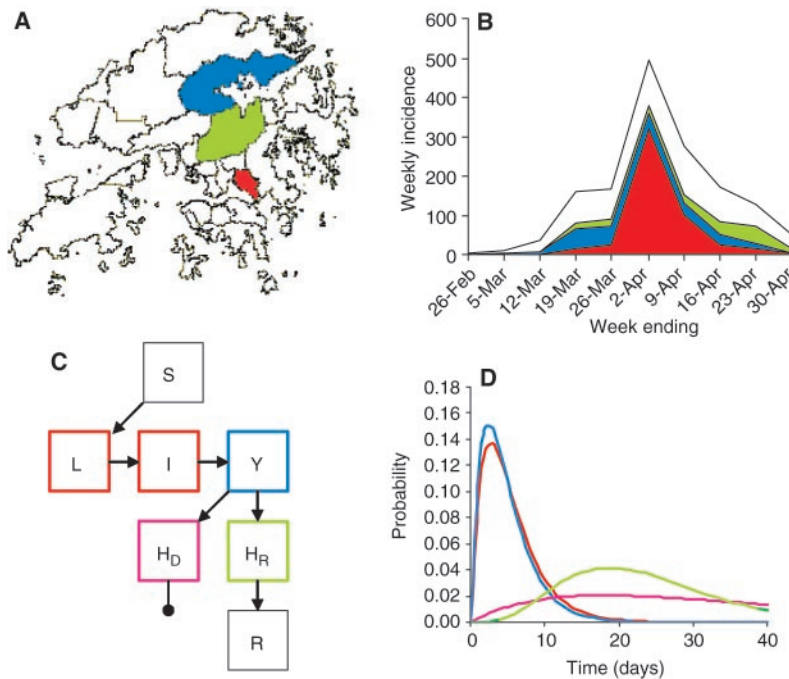 A
B
600
500
400
300
200
100
0
Weekly incidence
26-Feb
5-Mar
12-Mar
19-Mar
26-Mar
2-Apr
9-Apr
16-Apr
23-Apr
30-Apr
Week ending
C
S
L
I
Y
H_D
H_R
R
D
0.18
0.16
0.14
0.12
0.10
0.08
0.06
0.04
0.02
0.00
Probability
0 10 20 30 40
Time (days)